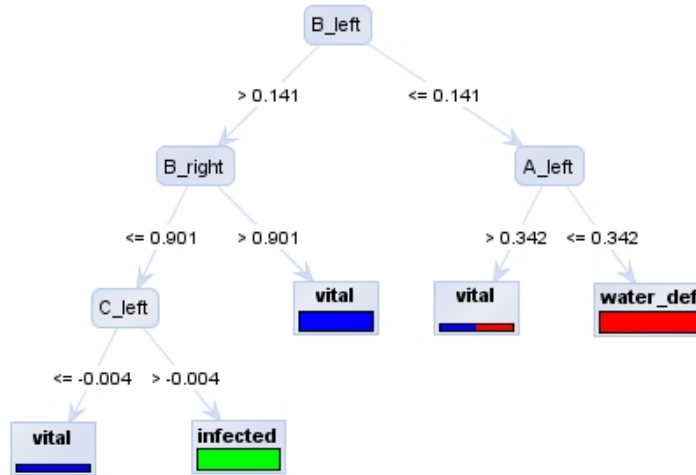 B_left
> 0.141
<= 0.141
B_right
A_left
<= 0.901
> 0.901
> 0.342
<= 0.342
C_left
vital
vital
water_def
<= -0.004
> -0.004
vital
infected